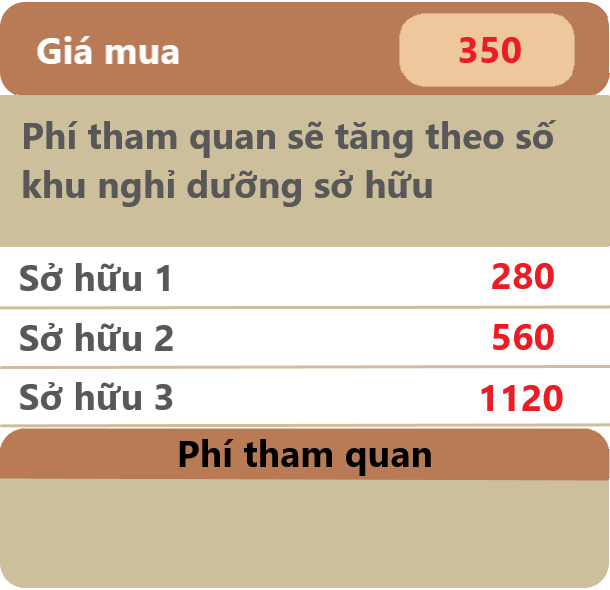 Giá mua 350
Phí tham quan sẽ tăng theo số
khu nghỉ dưỡng sở hữu
Sở hữu 1 280
Sở hữu 2 560
Sở hữu 3 1120
Phí tham quan